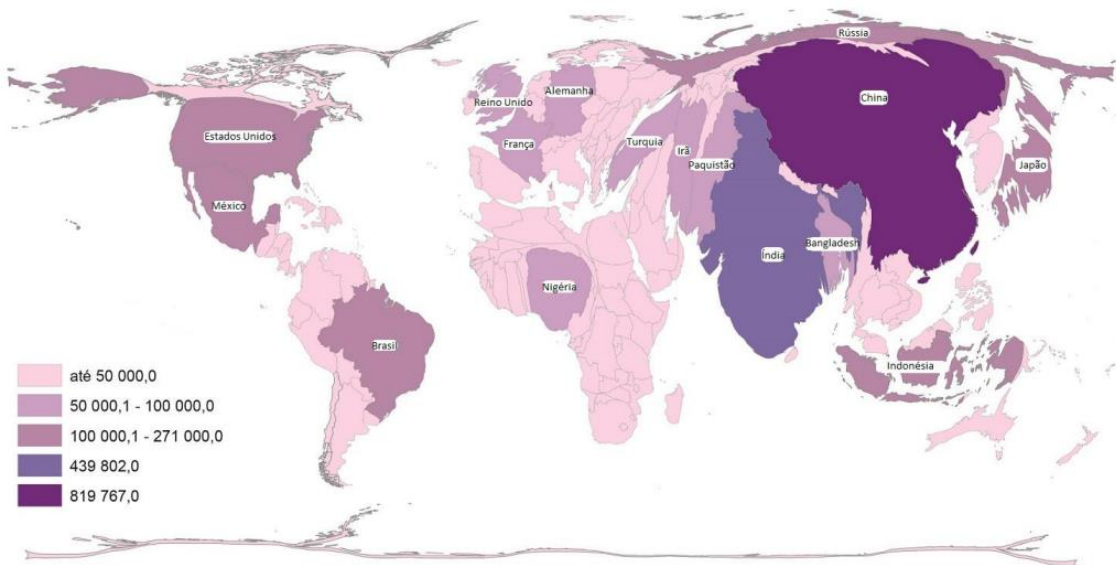 Rússia
China
Alemanha
Reino Unido
Estados Unidos
França
Turquia
Irã
Paquistão
Japão
México
Bangladesh
Índia
Nigéria
Brasil
Indonésia
até 50 000,0
50 000,1 - 100 000,0
100 000,1 - 271 000,0
439 802,0
819 767,0